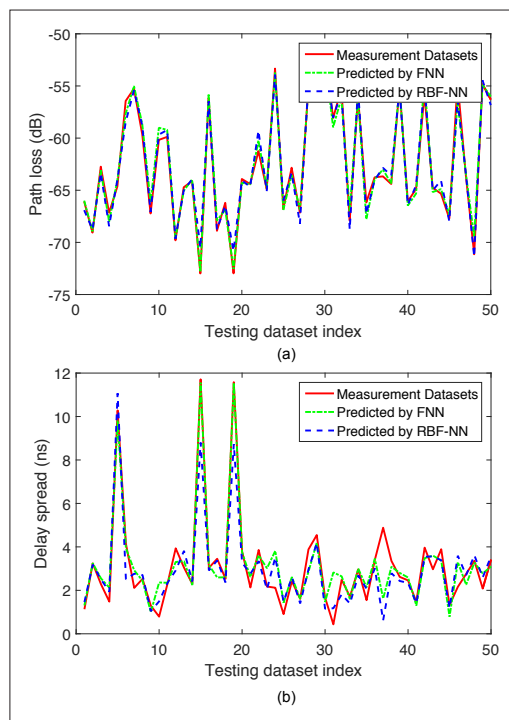 -50
-55
-60
-65
-70
-75
Path loss (dB)
Measurement Datasets
Predicted by FNN
Predicted by RBF-NN
0 10 20 30 40 50
Testing dataset index
(a)
12
10
8
6
4
2
0
Delay spread (ns)
Measurement Datasets
Predicted by FNN
Predicted by RBF-NN
0 10 20 30 40 50
Testing dataset index
(b)